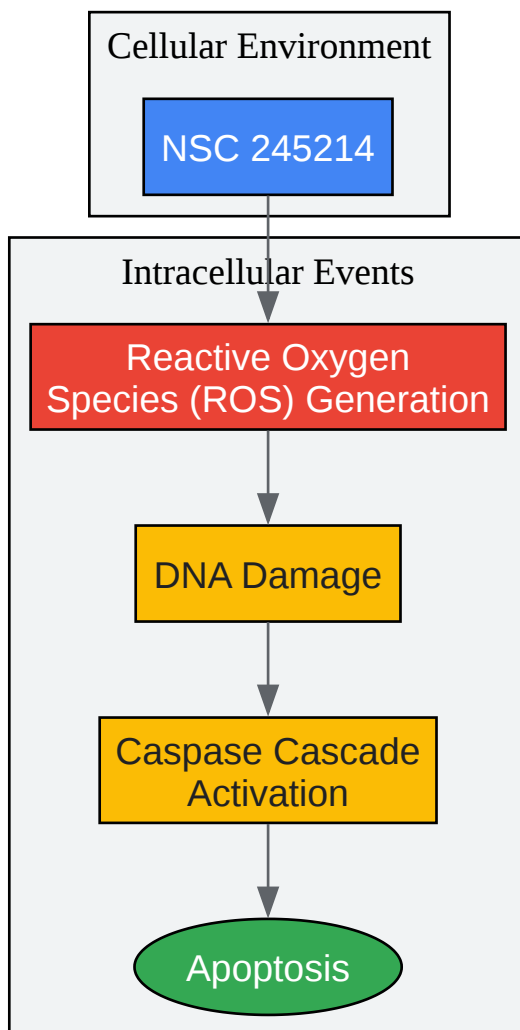 Cellular Environment
NSC 245214
Intracellular Events
Reactive Oxygen
Species (ROS) Generation
DNA Damage
Caspase Cascade
Activation
Apoptosis